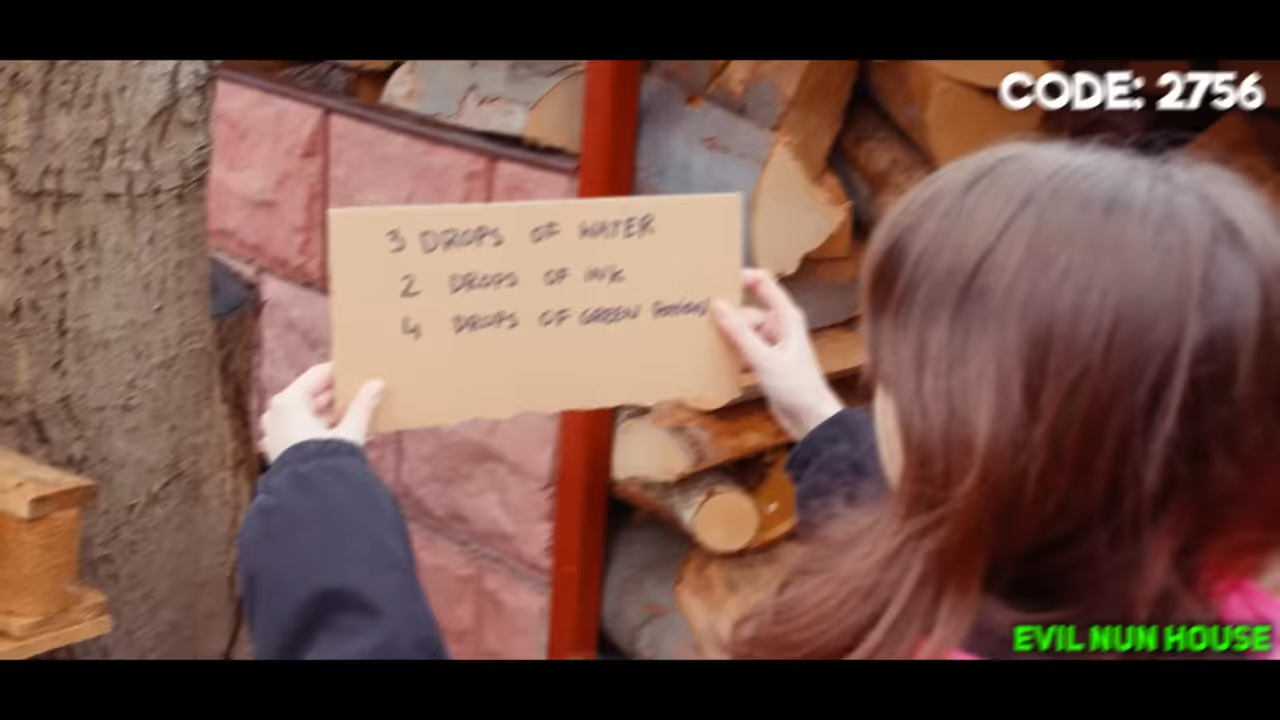 CODE: 2756
3 DROPS OF WATER
2 DROPS OF INK
4 DROPS OF GREEN
EVIL NUN HOUSE